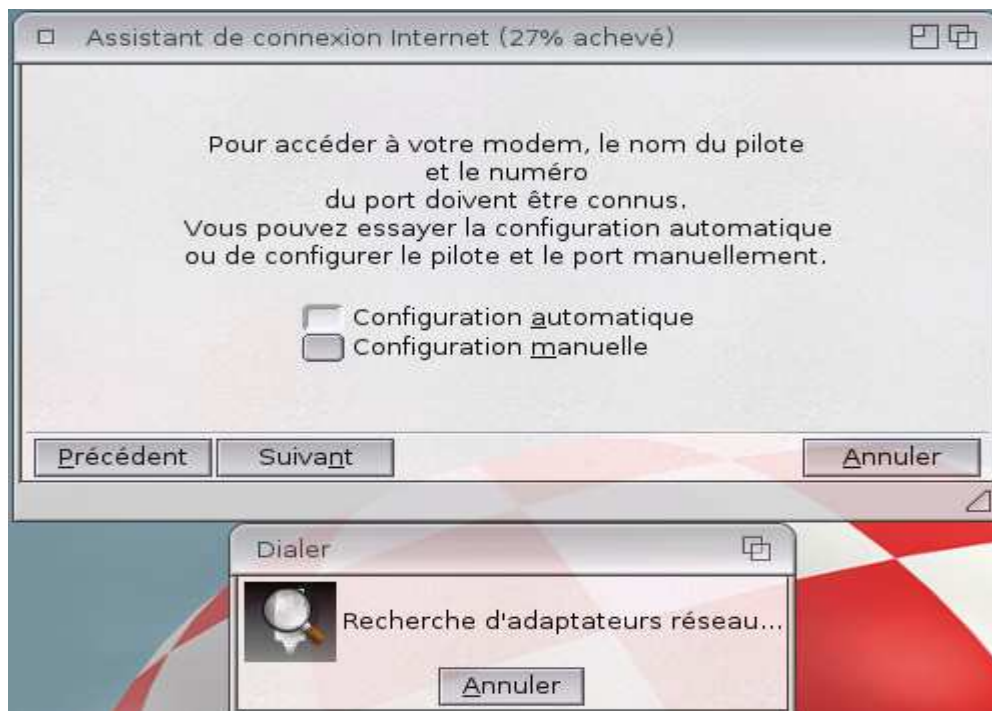 Assistant de connexion Internet (27% achevé)
Pour accéder à votre modem, le nom du pilote
et le numéro
du port doivent être connus.
Vous pouvez essayer la configuration automatique
ou de configurer le pilote et le port manuellement.
Configuration automatique
Configuration manuelle
Précédent Suivant Annuler
Dialer
Recherche d'adaptateurs réseau...
Annuler